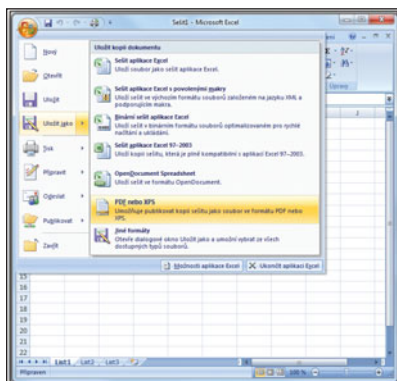 Sešit1 - Microsoft Excel
Nový
Otevřít
Uložit
Uložit jako
Tisk
Připravit
Odeslat
Publikovat
Zavřít
Uložit kopii dokumentu
Sešit aplikace Excel
Uloží soubor jako sešit aplikace Excel.
Sešit aplikace Excel s povolenými makry
Uloží sešit ve výchozím formátu souborů založeném na jazyku XML a
podporujícím makra.
Binární sešit aplikace Excel
Uloží sešit v binárním formátu souborů optimalizovaném pro rychlé
načítání a ukládání.
Sešit aplikace Excel 97-2003
Uloží kopii sešitu, která je plně kompatibilní s aplikací Excel 97-2003.
OpenDocument Spreadsheet
Uloží sešit ve formátu OpenDocument.
PDF nebo XPS
Umožňuje publikovat kopii sešitu jako soubor ve formátu PDF nebo
XPS.
Jiné formáty
Otevře dialogové okno Uložit jako a umožní vybrat ze všech
dostupných typů souborů.
Možnosti aplikace Excel
Ukončit aplikaci Excel
Úpravy
J
15
16
17
18
19
20
21
22
List1
List2
List3
Připraven
100 %